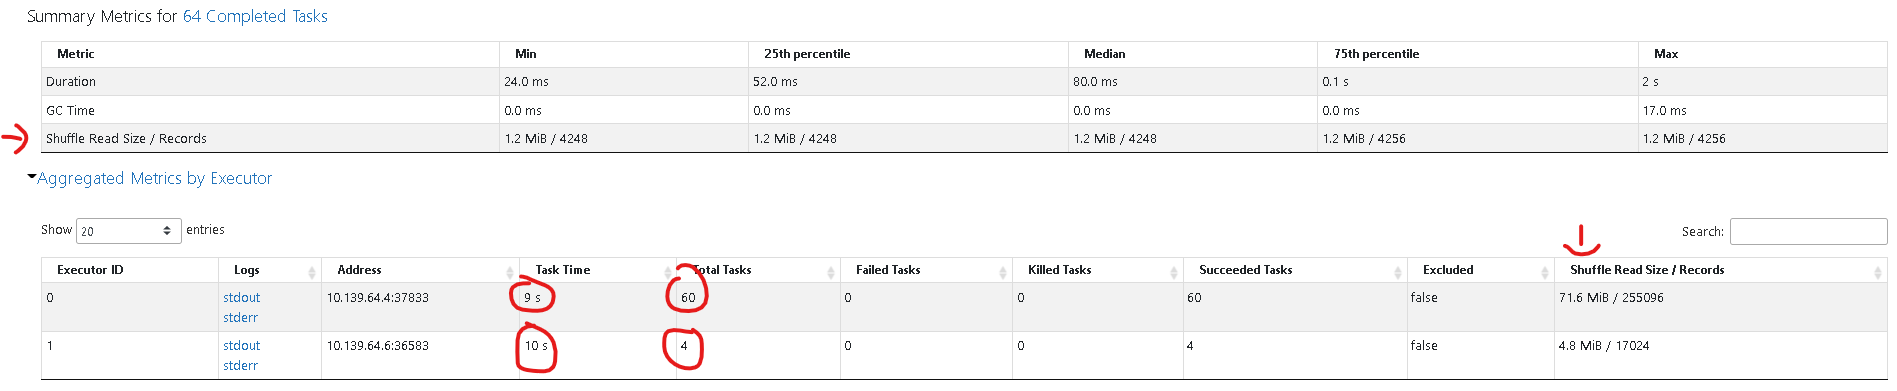 Summary Metrics for 64 Completed Tasks
Metric Min 25th percentile Median 75th percentile Max
Duration 24.0 ms 52.0 ms 80.0 ms 0.1 s 2 s
GC Time 0.0 ms 0.0 ms 0.0 ms 0.0 ms 17.0 ms
Shuffle Read Size / Records 1.2 MiB / 4248 1.2 MiB / 4248 1.2 MiB / 4248 1.2 MiB / 4256 1.2 MiB / 4256
Aggregated Metrics by Executor
Show 20 entries Search:
Executor ID Logs Address Task Time Total Tasks Failed Tasks Killed Tasks Succeeded Tasks Excluded Shuffle Read Size / Records
0 stdout 10.139.64.4:37833 9 s 60 0 0 60 false 71.6 MiB / 255096
stderr
1 stdout 10.139.64.6:36583 10 s 4 0 0 4 false 4.8 MiB / 17024
stderr